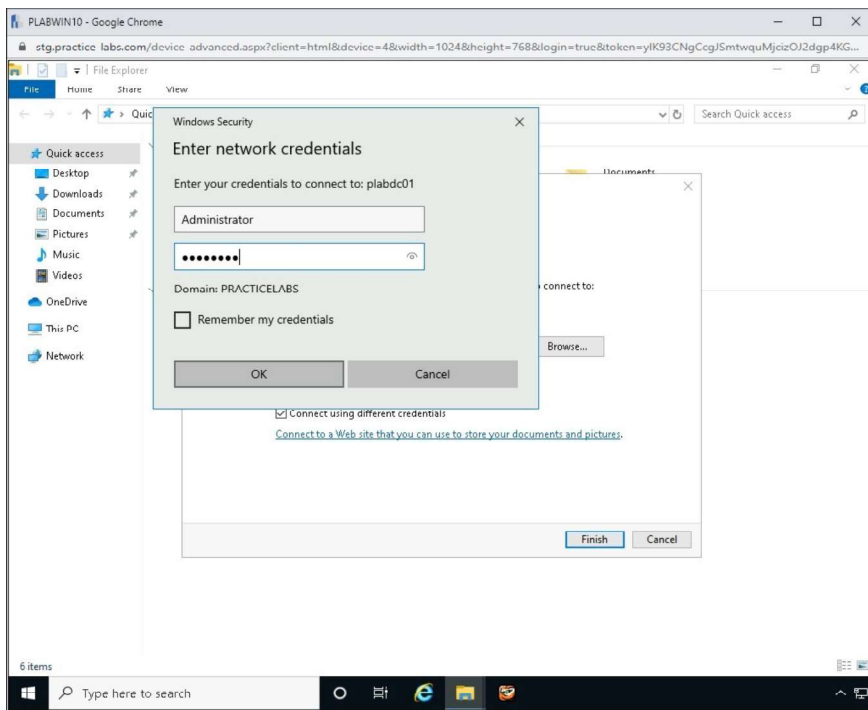 PLABWIN10 - Google Chrome
stg.practice-labs.com/device-advanced.aspx?client=html&device=4&width=1024&height=768&login=true&token=
File Explorer
File Home Share View
Quic
Search Quick access
Quick access
Desktop
Downloads
Documents
Pictures
Music
Videos
OneDrive
This PC
Network
Windows Security
Enter network credentials
Enter your credentials to connect to: plabdc01
Administrator
••••••••
Domain: PRACTICELABS
Remember my credentials
OK Cancel
Documents
connect to:
Browse...
Connect using different credentials
Connect to a Web site that you can use to store your documents and pictures.
Finish Cancel
6 items
Type here to search